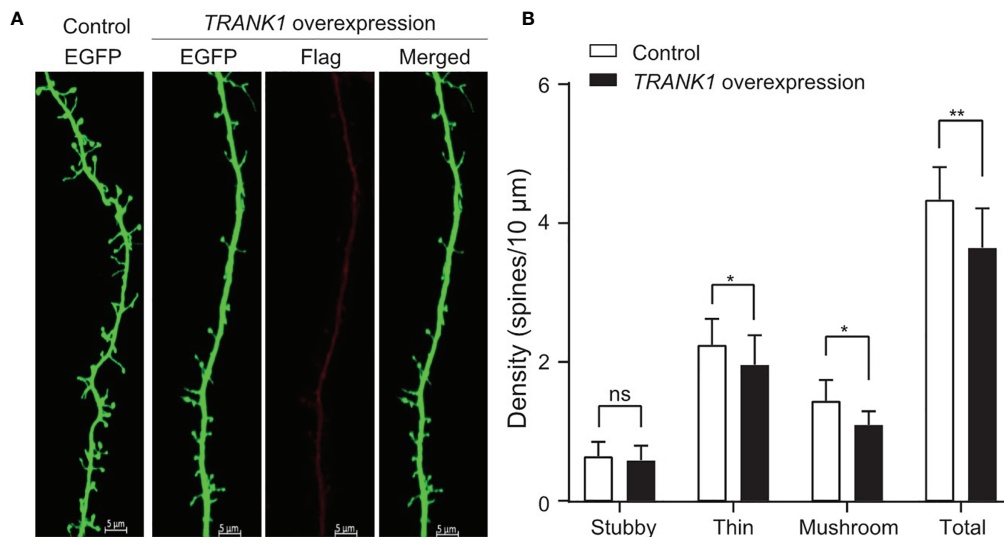 A
Control
EGFP
TRANK1 overexpression
EGFP
Flag
Merged
5 µm
5 µm
5 µm
5 µm
B
Control
TRANK1 overexpression
Density (spines/10 µm)
6
4
2
0
ns
*
*
**
Stubby
Thin
Mushroom
Total